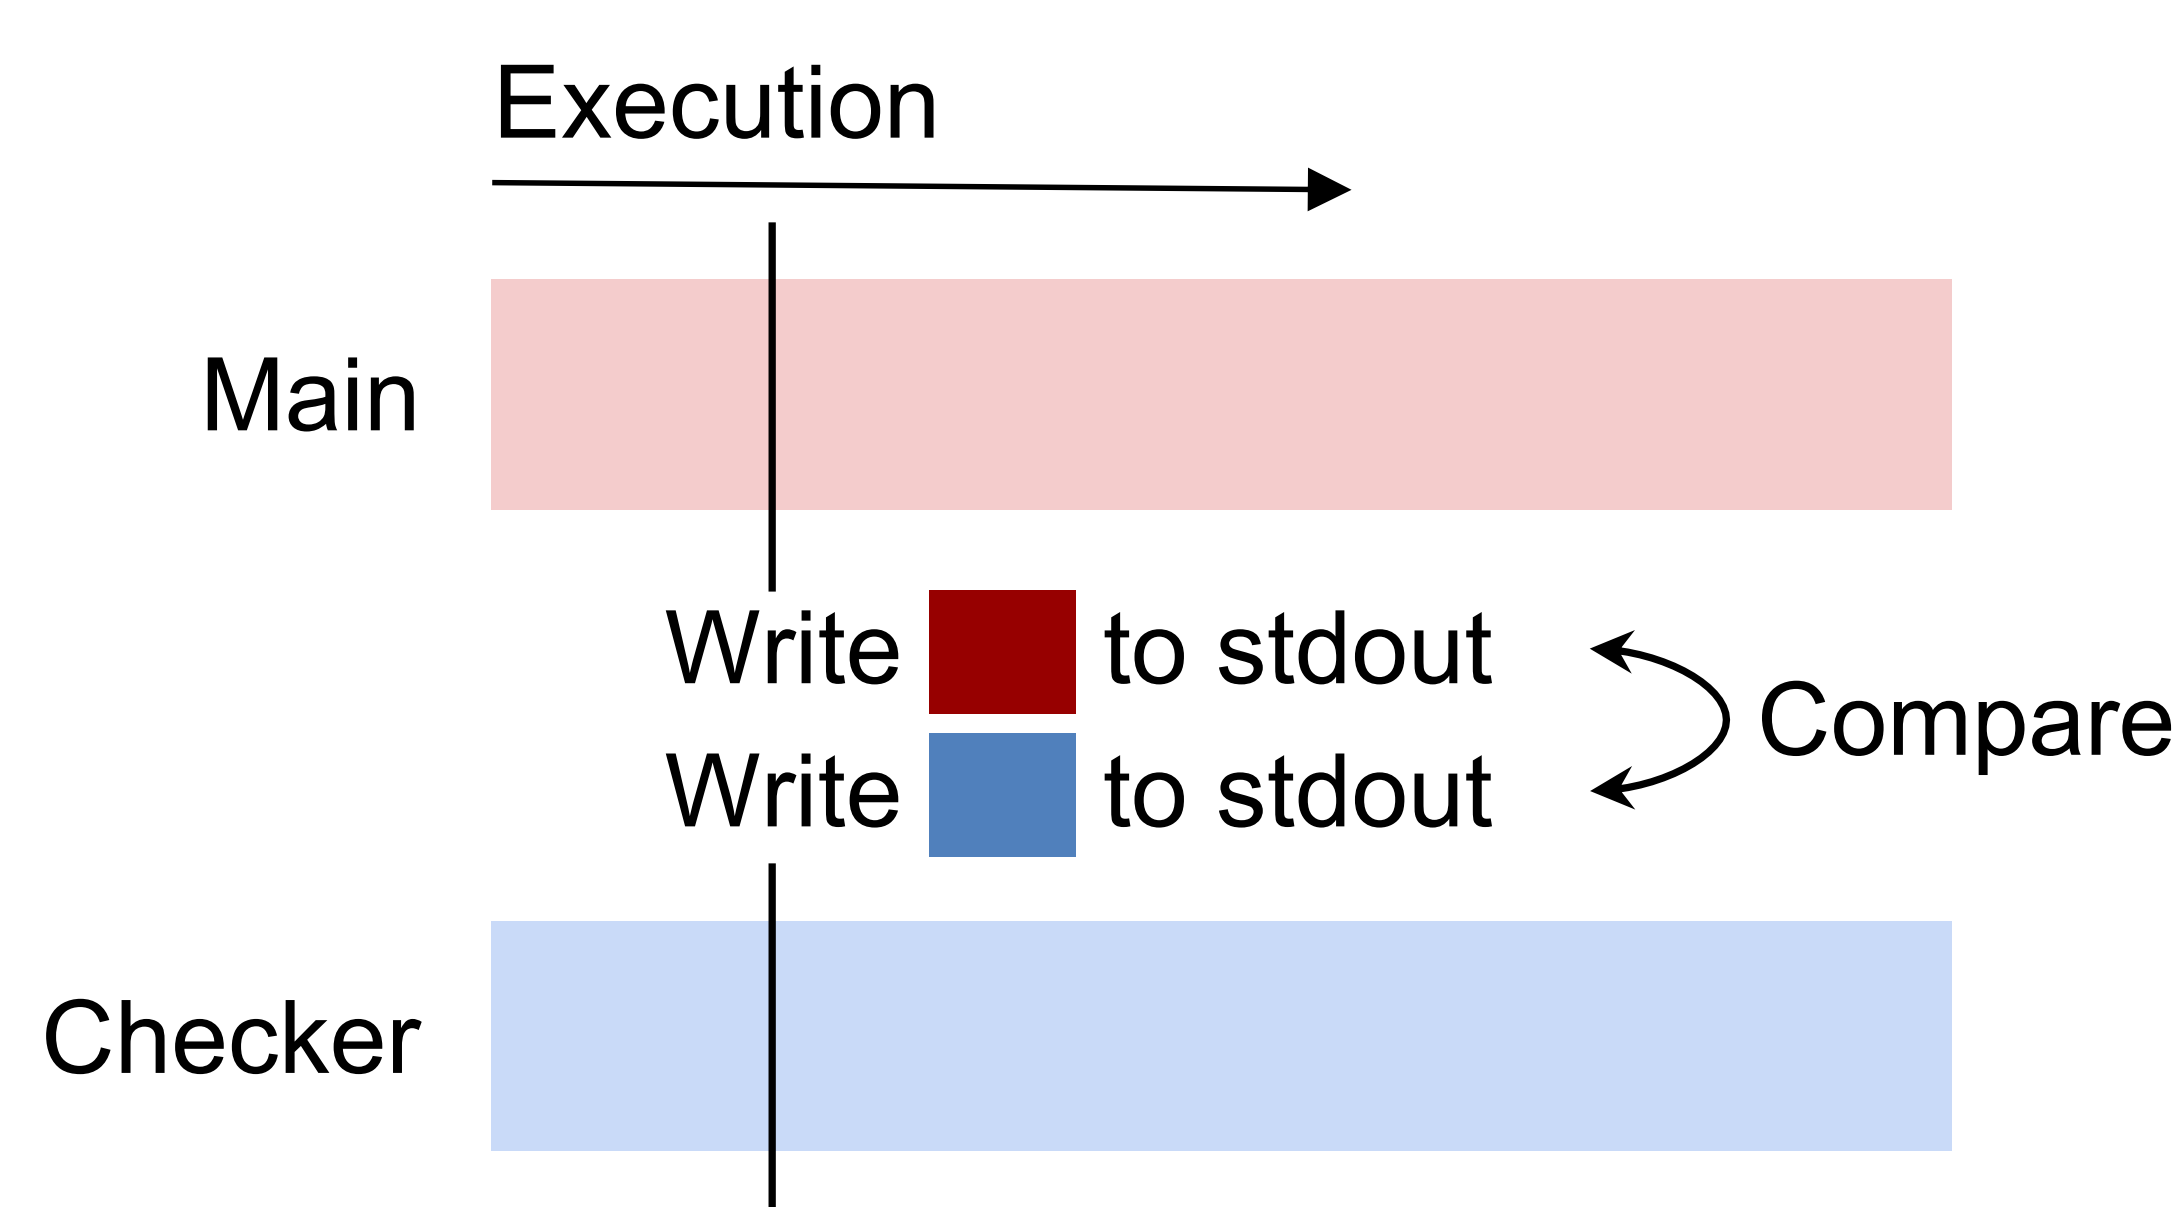 Execution
Main
Write to stdout
Compare
Write to stdout
Checker